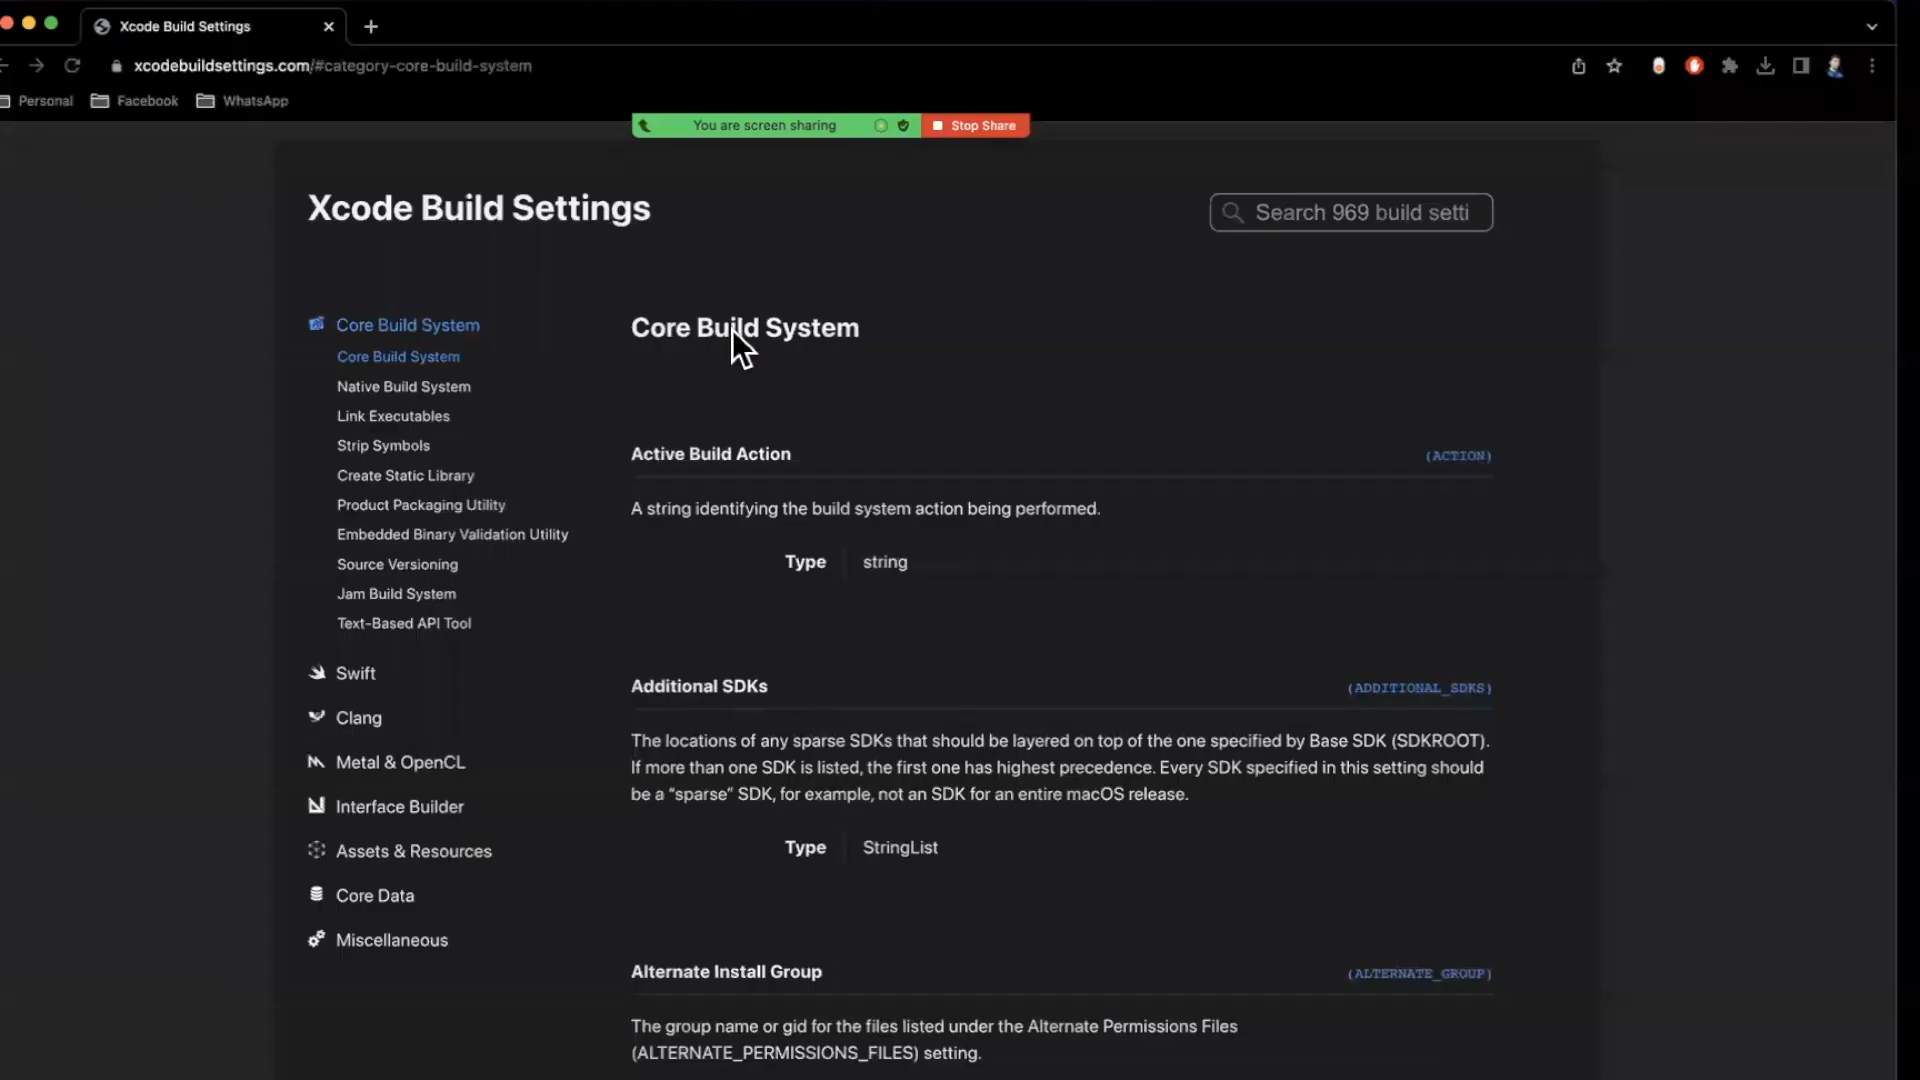 Xcode Build Settings
xcodebuildsettings.com/#category-core-build-system
Personal
Facebook
WhatsApp
You are screen sharing
Stop Share
Xcode Build Settings
Search 969 build setti
Core Build System
Core Build System
Native Build System
Link Executables
Strip Symbols
Create Static Library
Product Packaging Utility
Embedded Binary Validation Utility
Source Versioning
Jam Build System
Text-Based API Tool
Swift
Clang
Metal & OpenCL
Interface Builder
Assets & Resources
Core Data
Miscellaneous
Core Build System
Active Build Action
(ACTION)
A string identifying the build system action being performed.
Type string
Additional SDKs
(ADDITIONAL_SDKS)
The locations of any sparse SDKs that should be layered on top of the one specified by Base SDK (SDKROOT).
If more than one SDK is listed, the first one has highest precedence. Every SDK specified in this setting should
be a “sparse” SDK, for example, not an SDK for an entire macOS release.
Type StringList
Alternate Install Group
(ALTERNATE_GROUP)
The group name or gid for the files listed under the Alternate Permissions Files
(ALTERNATE_PERMISSIONS_FILES) setting.